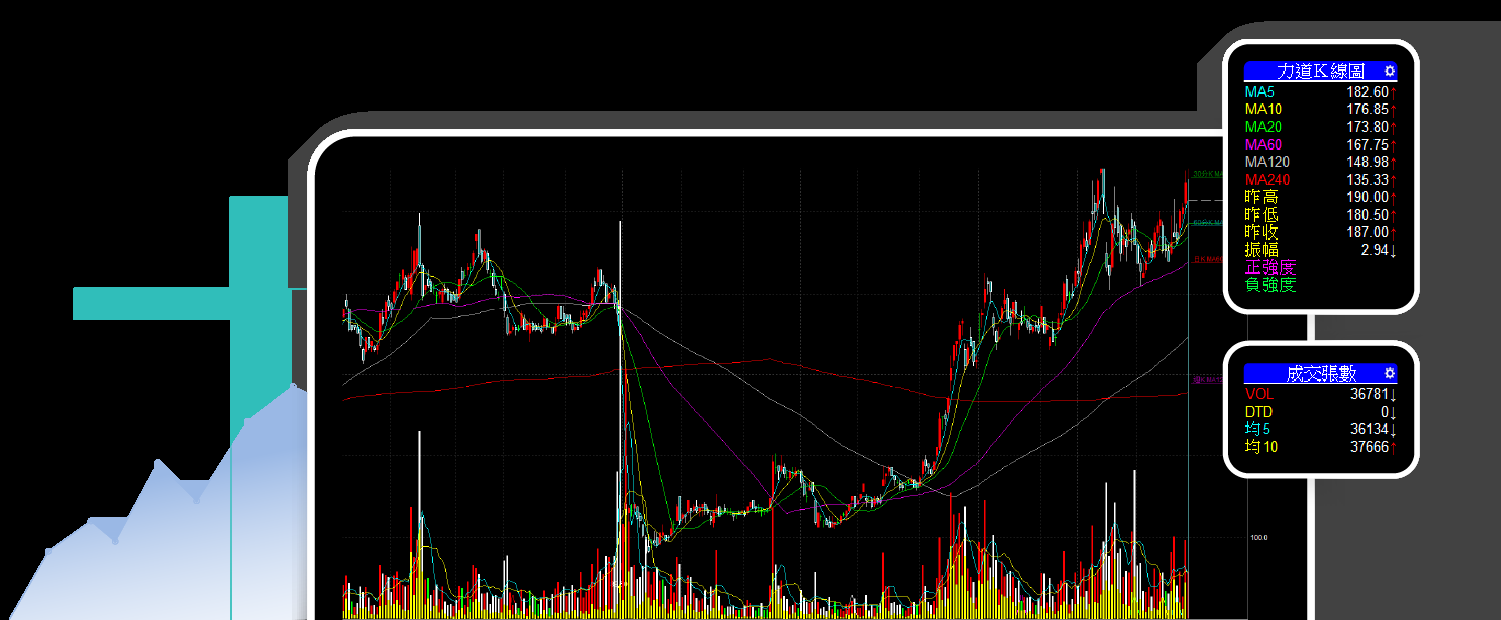 力道K線圖
MA5 182.60↑
MA10 176.85↑
MA20 173.80↑
MA60 167.75↑
MA120 148.98↑
MA240 135.33↑
昨高 190.00↑
昨低 180.50↑
昨收 187.00↑
振幅 2.94↓
正強度
負強度
成交張數
VOL 36781↓
DTD 0↓
均5 36134↓
均10 37666↑
100.0